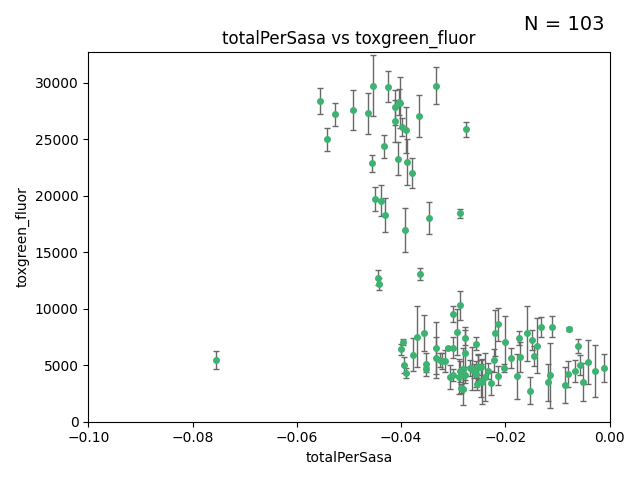 N = 103
totalPerSasa vs toxgreen_fluor
30000
25000
20000
15000
10000
5000
0
toxgreen_fluor
−0.10 −0.08 −0.06 −0.04 −0.02 0.00
totalPerSasa